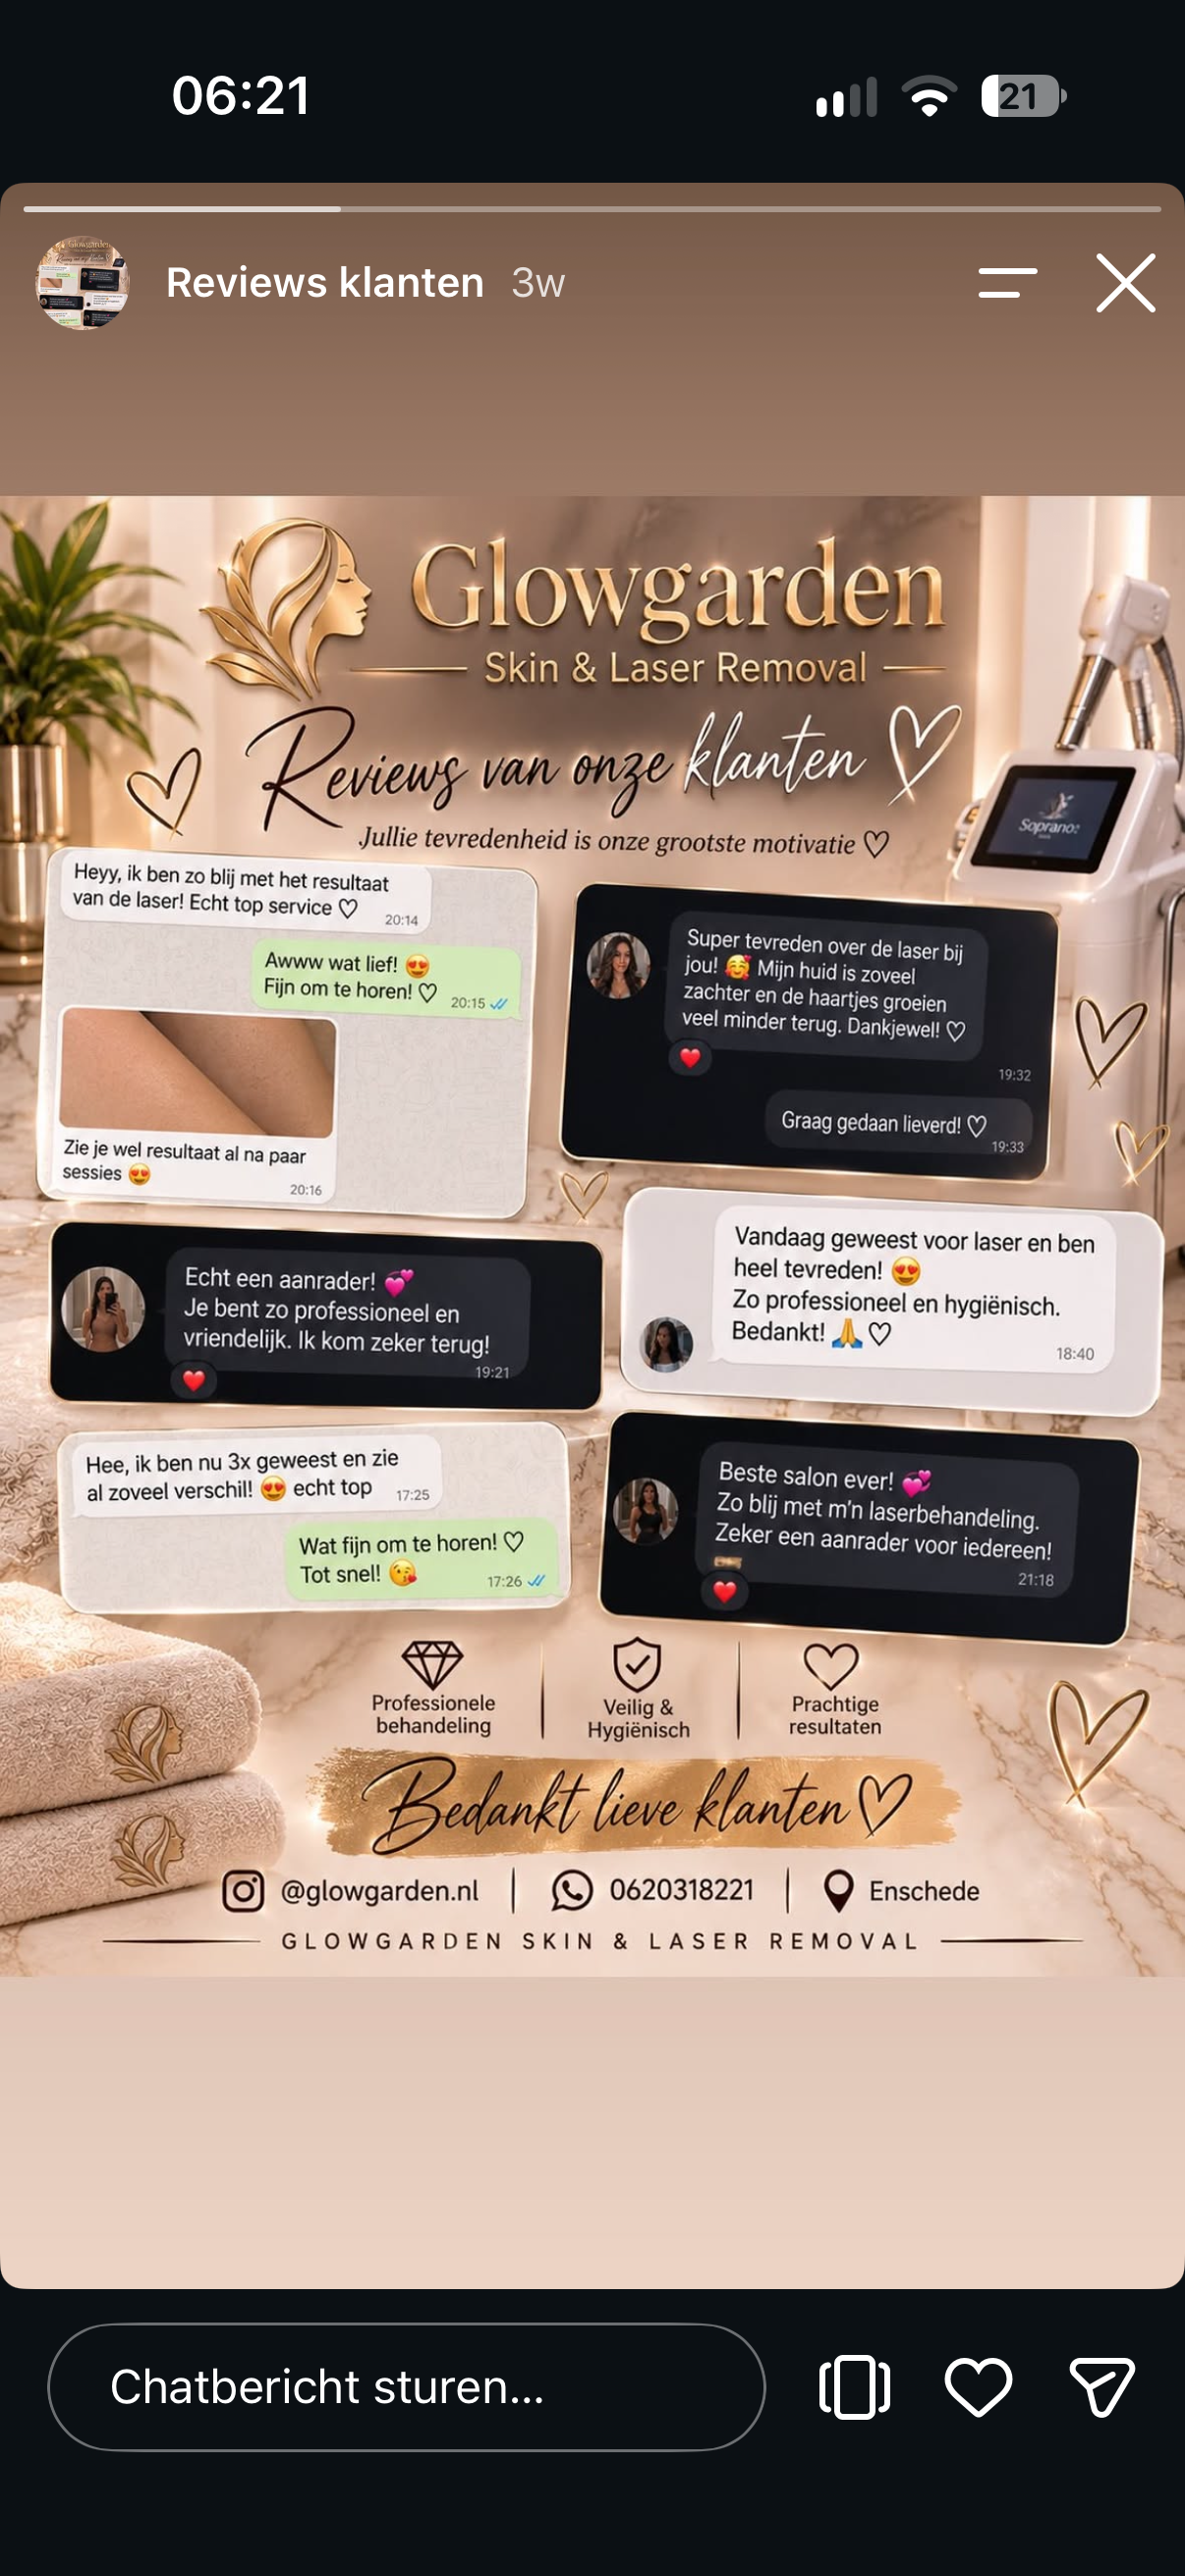 06:21
21
Reviews klanten 3w
Glowgarden
Skin & Laser Removal
Reviews van onze klanten
Jullie tevredenheid is onze grootste motivatie ♡
Heyy, ik ben zo blij met het resultaat
van de laser! Echt top service ♡
20:14
Awww wat lief! 😍
Fijn om te horen! ♡
20:15
Zie je wel resultaat al na paar
sessies 😍
20:16
Super tevreden over de laser bij
jou! 🥰 Mijn huid is zoveel
zachter en de haartjes groeien
veel minder terug. Dankjewel! ♡
19:32
Graag gedaan lieverd! ♡
19:33
Soprano
Echt een aanrader! 💞
Je bent zo professioneel en
vriendelijk. Ik kom zeker terug!
19:21
Vandaag geweest voor laser en ben
heel tevreden! 😍
Zo professioneel en hygiënisch.
Bedankt! 🙏 ♡
18:40
Hee, ik ben nu 3x geweest en zie
al zoveel verschil! 😍 echt top
17:25
Wat fijn om te horen! ♡
Tot snel! 😘
17:26
Beste salon ever! 💞
Zo blij met m'n laserbehandeling.
Zeker een aanrader voor iedereen!
21:18
Professionele
behandeling
Veilig &
Hygiënisch
Prachtige
resultaten
Bedankt lieve klanten ♡
@glowgarden.nl | 0620318221 | Enschede
GLOWGARDEN SKIN & LASER REMOVAL
Chatbericht sturen...